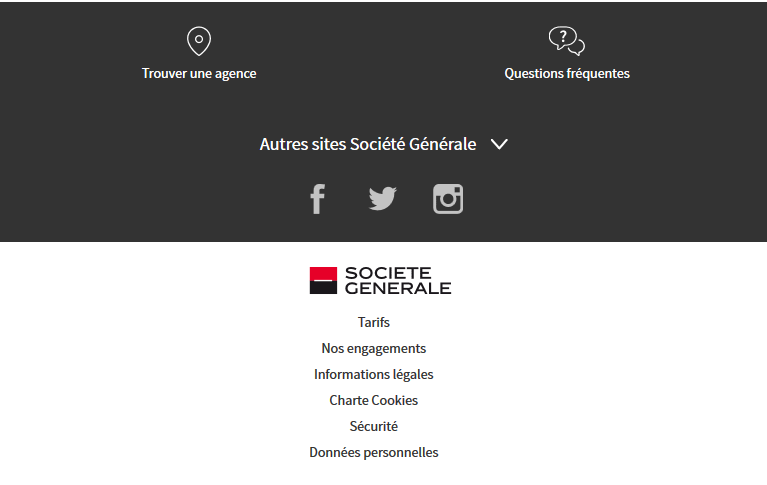 Trouver une agence
Questions fréquentes
Autres sites Société Générale
SOCIETE
GENERALE
Tarifs
Nos engagements
Informations légales
Charte Cookies
Sécurité
Données personnelles